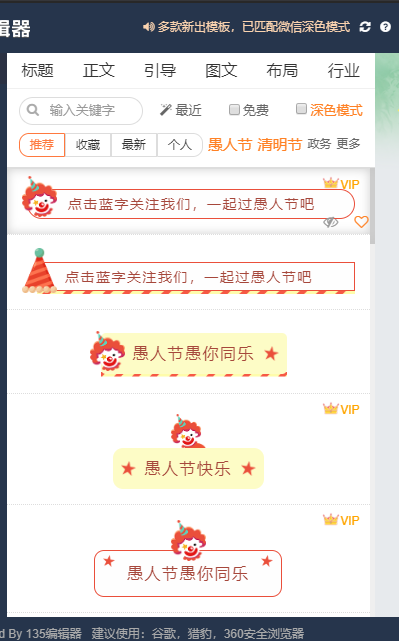 辑器 多款新出模板，已匹配微信深色模式
标题 正文 引导 图文 布局 行业
输入关键字 最近 免费 深色模式
推荐 收藏 最新 个人 愚人节 清明节 政务 更多
VIP
点击蓝字关注我们，一起过愚人节吧
点击蓝字关注我们，一起过愚人节吧
愚人节愚你同乐
VIP
愚人节快乐
VIP
愚人节愚你同乐
d By 135编辑器 建议使用：谷歌，猎豹，360安全浏览器